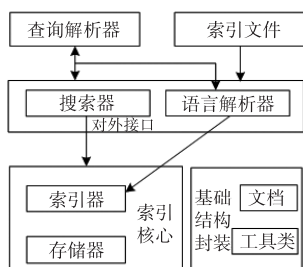 查询解析器
索引文件
搜索器
语言解析器
对外接口
索引器
索引
核心
存储器
基础
结构
封装
文档
工具类